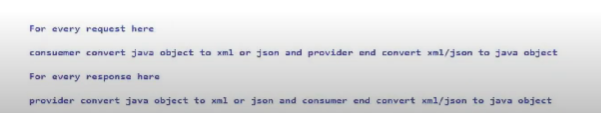 For every request here
consuomer convert java object to xml or json and provider end convert xml/json to java object
For every response here
provider convert java object to xml or json and consumer end convert xml/json to java object